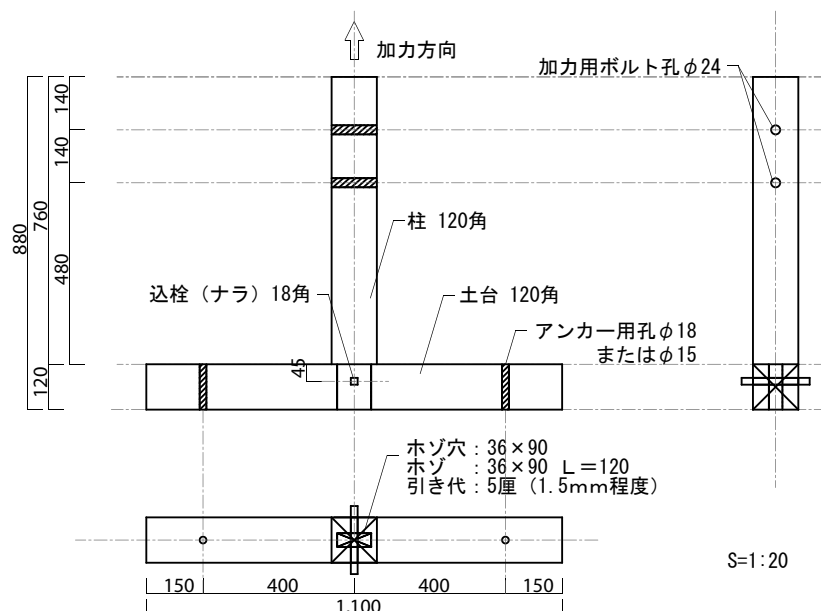 加力方向
加力用ボルト孔φ24
140
140
760
880
480
120
柱 120角
込栓（ナラ）18角
土台 120角
アンカー用孔φ18
またはφ15
45
ホゾ穴：36×90
ホゾ　：36×90 L＝120
引き代：5厘（1.5mm程度）
S=1:20
150
400
400
150
1,100